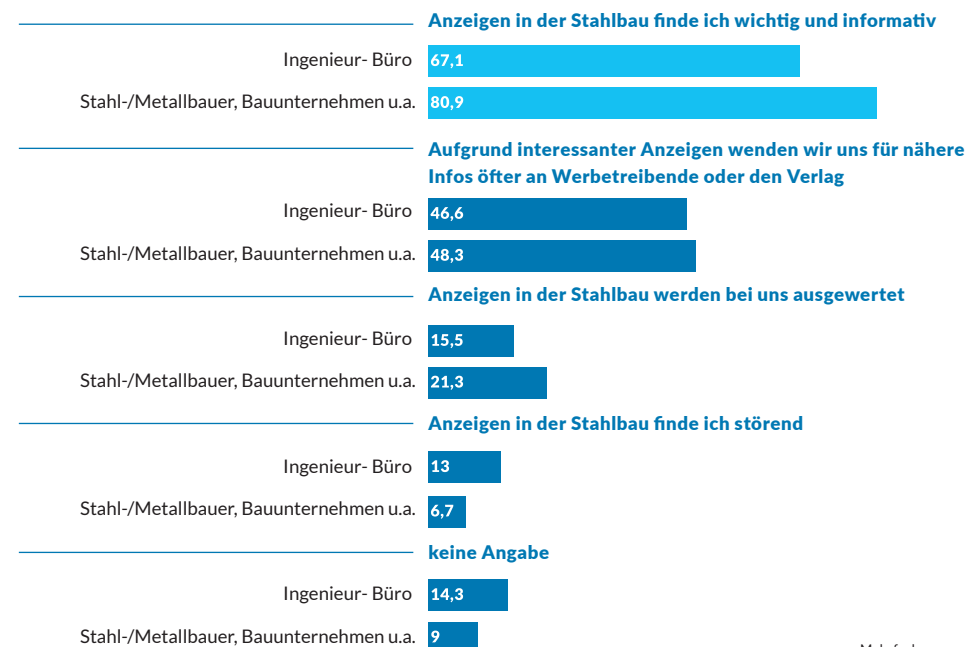 Anzeigen in der Stahlbau finde ich wichtig und informativ
Ingenieur- Büro 67,1
Stahl-/Metallbauer, Bauunternehmen u.a. 80,9
Aufgrund interessanter Anzeigen wenden wir uns für nähere
Infos öfter an Werbetreibende oder den Verlag
Ingenieur- Büro 46,6
Stahl-/Metallbauer, Bauunternehmen u.a. 48,3
Anzeigen in der Stahlbau werden bei uns ausgewertet
Ingenieur- Büro 15,5
Stahl-/Metallbauer, Bauunternehmen u.a. 21,3
Anzeigen in der Stahlbau finde ich störend
Ingenieur- Büro 13
Stahl-/Metallbauer, Bauunternehmen u.a. 6,7
keine Angabe
Ingenieur- Büro 14,3
Stahl-/Metallbauer, Bauunternehmen u.a. 9